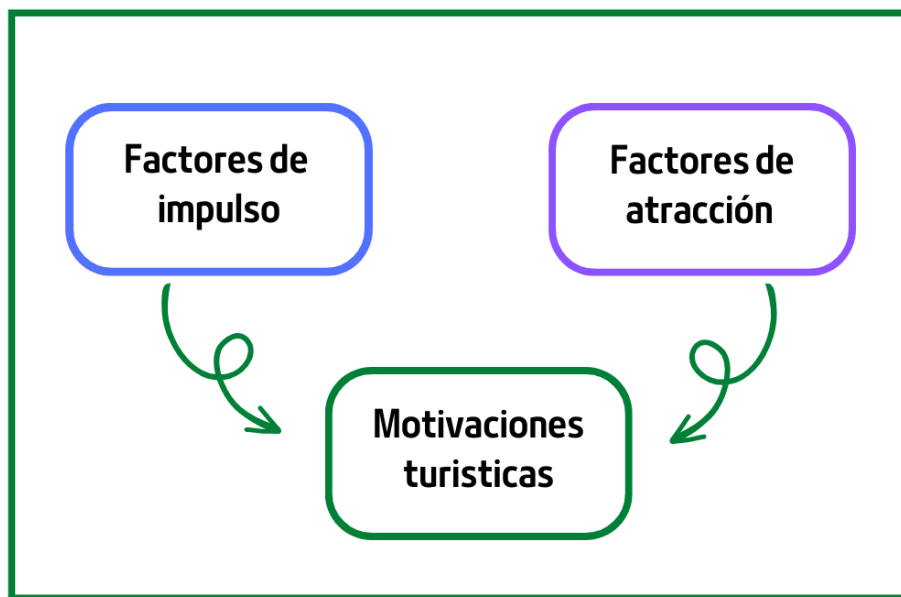 Factores de
impulso
Factores de
atracción
Motivaciones
turisticas